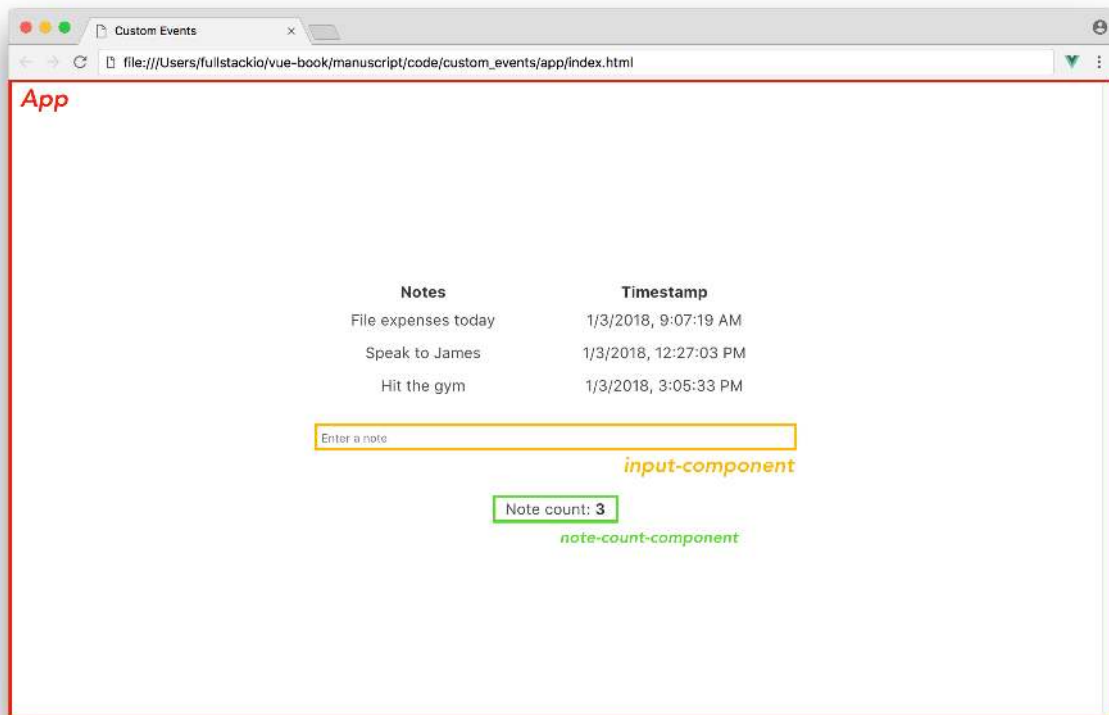 Custom Events
file:///Users/fullstackio/vue-book/manuscript/code/custom_events/app/index.html
App
Notes Timestamp
File expenses today 1/3/2018, 9:07:19 AM
Speak to James 1/3/2018, 12:27:03 PM
Hit the gym 1/3/2018, 3:05:33 PM
Enter a note
input-component
Note count: 3
note-count-component